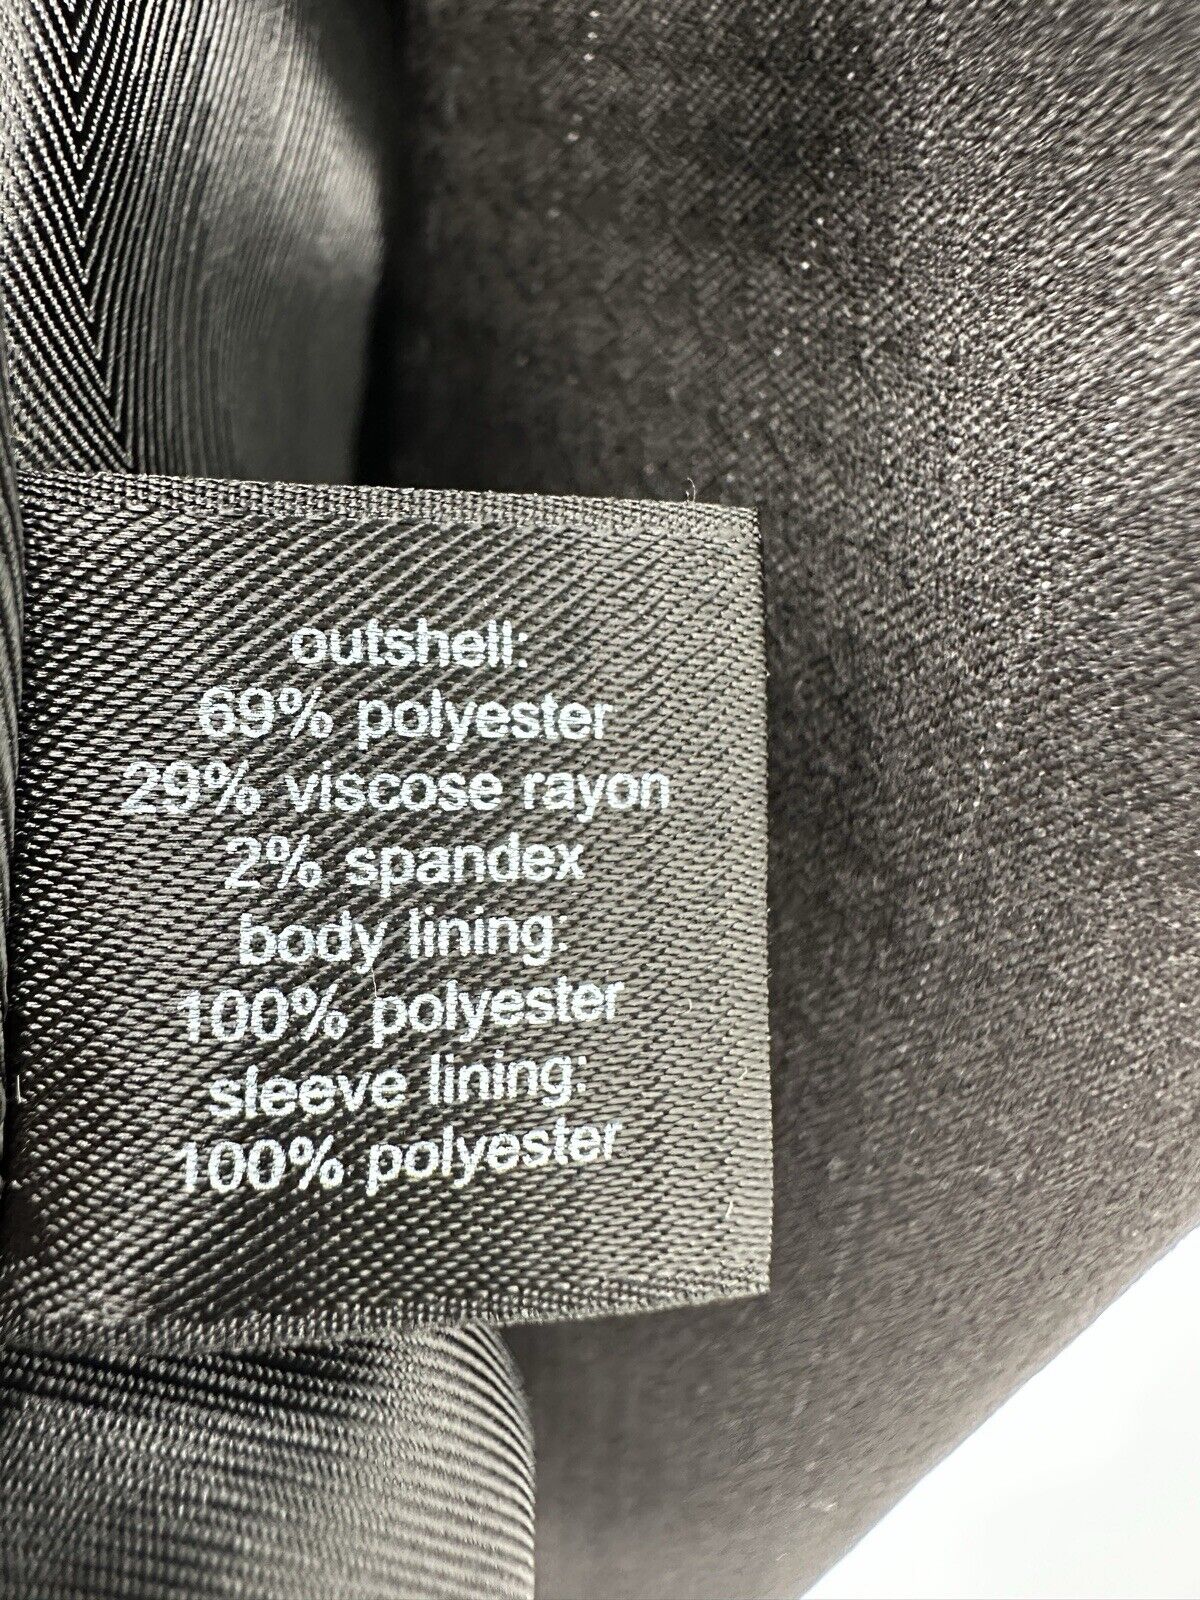 outshell:
69% polyester
29% viscose rayon
2% spandex
body lining:
100% polyester
sleeve lining:
100% polyester